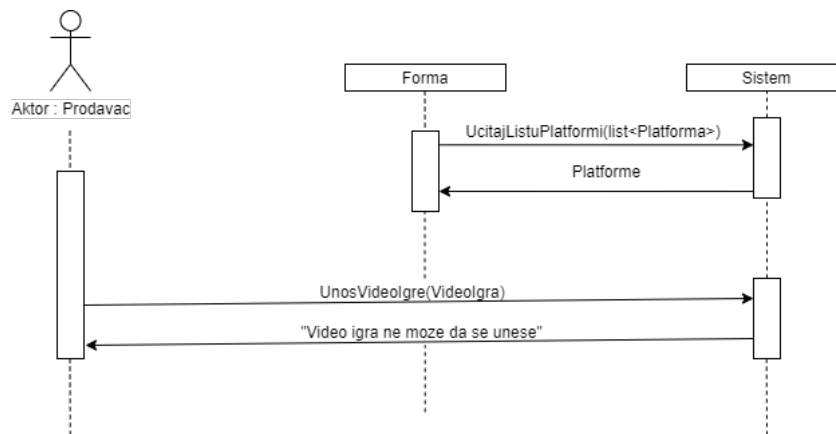 Forma
Sistem
Aktor : Prodavac
UcitajListuPlatformi(list<Platforma>)
Platforme
UnosVideoIgre(VideoIgra)
"Video igra ne moze da se unese"